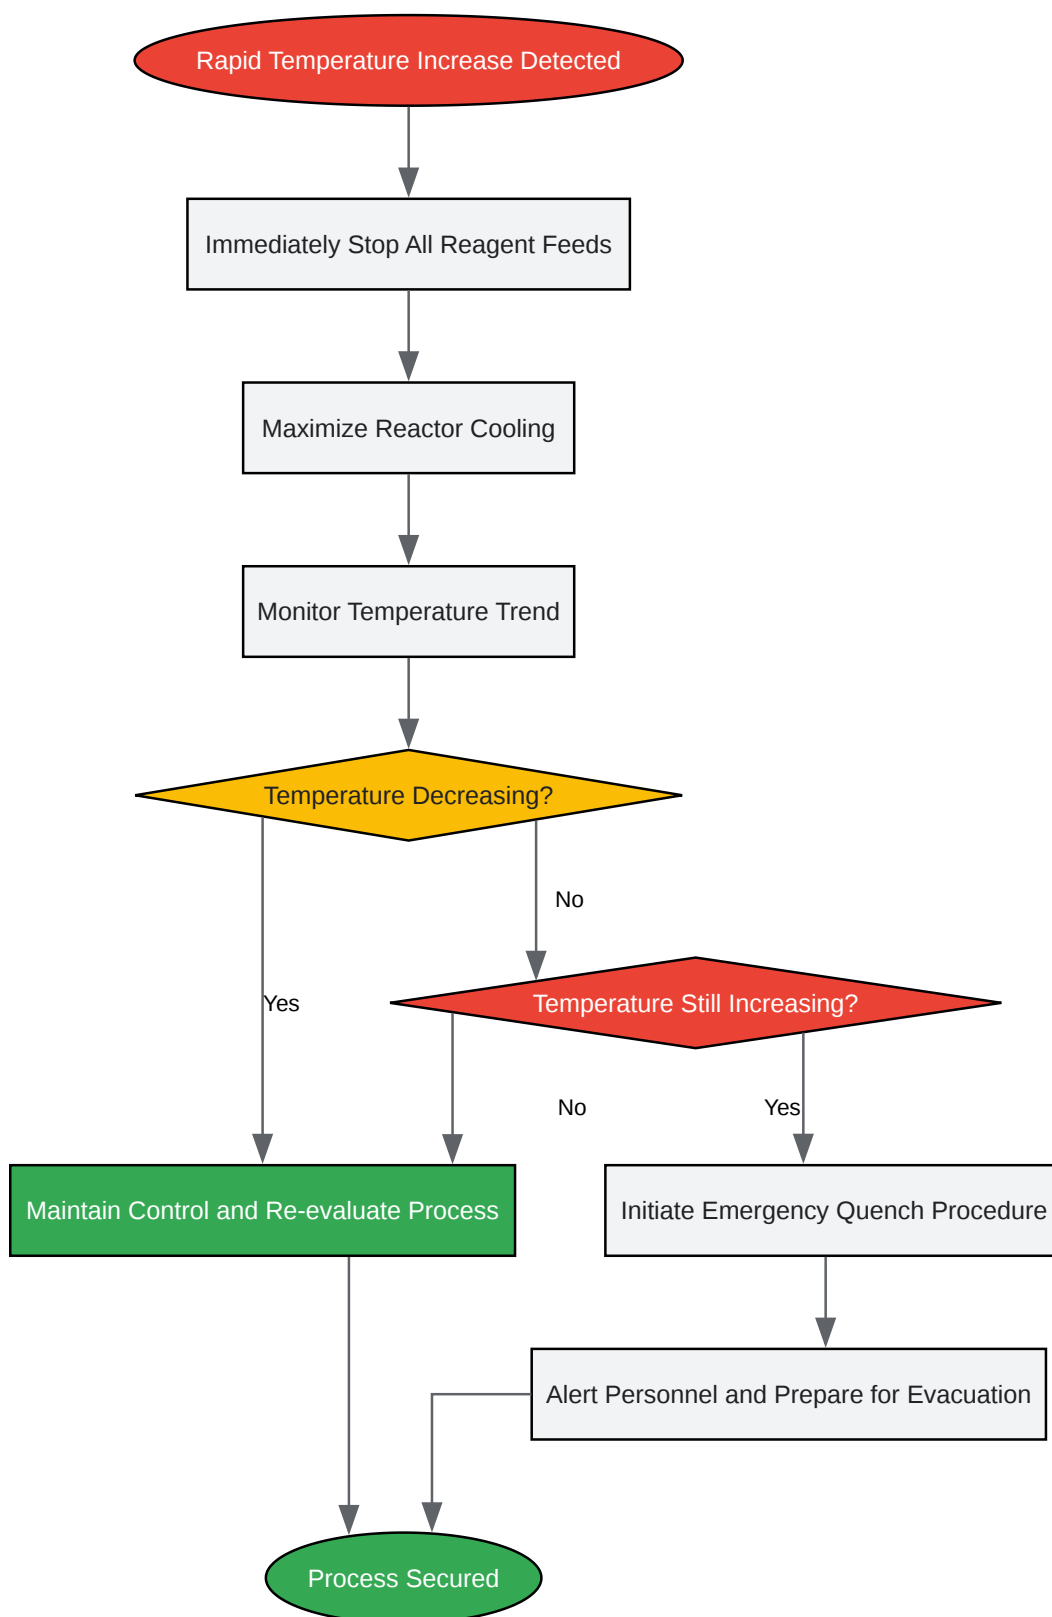 Rapid Temperature Increase Detected
Immediately Stop All Reagent Feeds
Maximize Reactor Cooling
Monitor Temperature Trend
Temperature Decreasing?
No
Yes
Temperature Still Increasing?
No
Yes
Maintain Control and Re-evaluate Process
Initiate Emergency Quench Procedure
Alert Personnel and Prepare for Evacuation
Process Secured